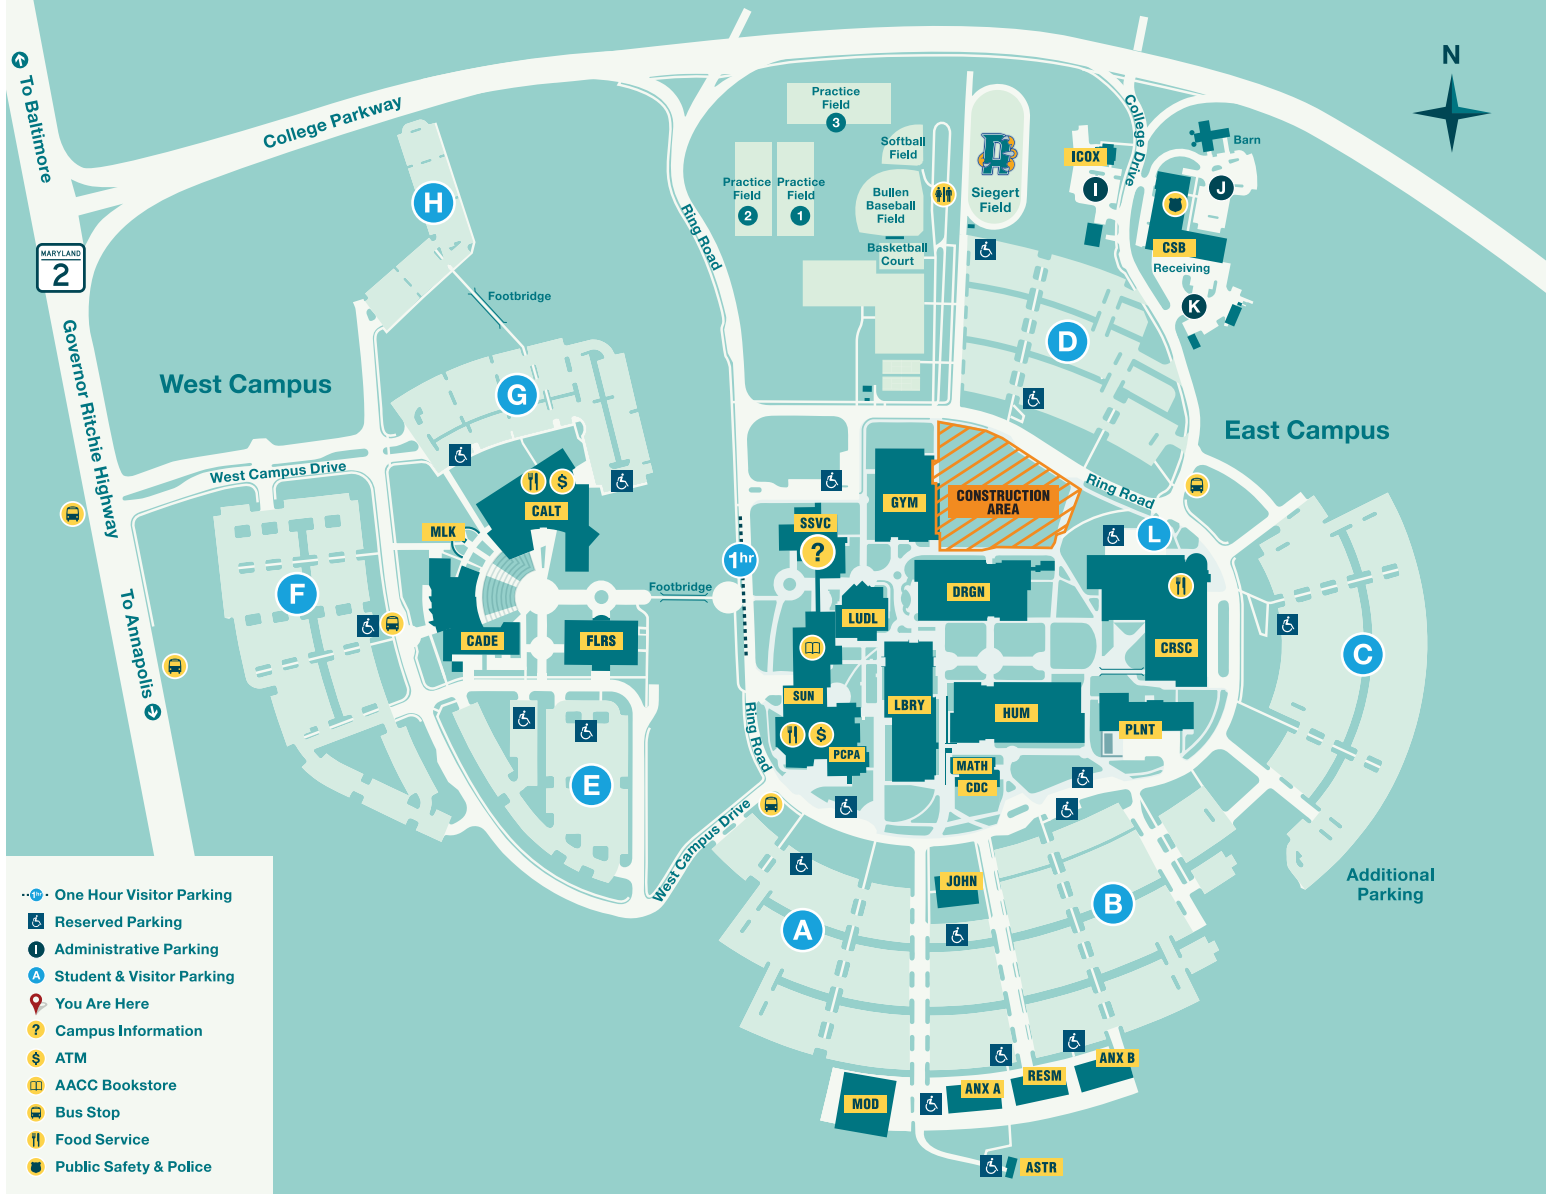 N
To Baltimore
College Parkway
Practice
Field
3
Softball
Field
College Drive
ICOX
Barn
H
I
J
Practice
Field
2
Practice
Field
1
Bullen
Baseball
Field
Siegert
Field
Ring Road
MARYLAND
2
Basketball
Court
CSB
Receiving
Footbridge
K
D
Governor Ritchie Highway
West Campus
G
East Campus
West Campus Drive
$
CALT
GYM
CONSTRUCTION
AREA
Ring Road
MLK
SSVC
?
L
1hr
F
Footbridge
DRGN
To Annapolis
LUDL
CADE
FLRS
CRSC
C
SUN
LBRY
HUM
PLNT
Ring Road
$
PCPA
MATH
CDC
E
West Campus Drive
JOHN
Additional
Parking
A
B
ANX B
RESM
ANX A
MOD
ASTR
1hr One Hour Visitor Parking
Reserved Parking
I Administrative Parking
A Student & Visitor Parking
You Are Here
? Campus Information
$ ATM
AACC Bookstore
Bus Stop
Food Service
Public Safety & Police